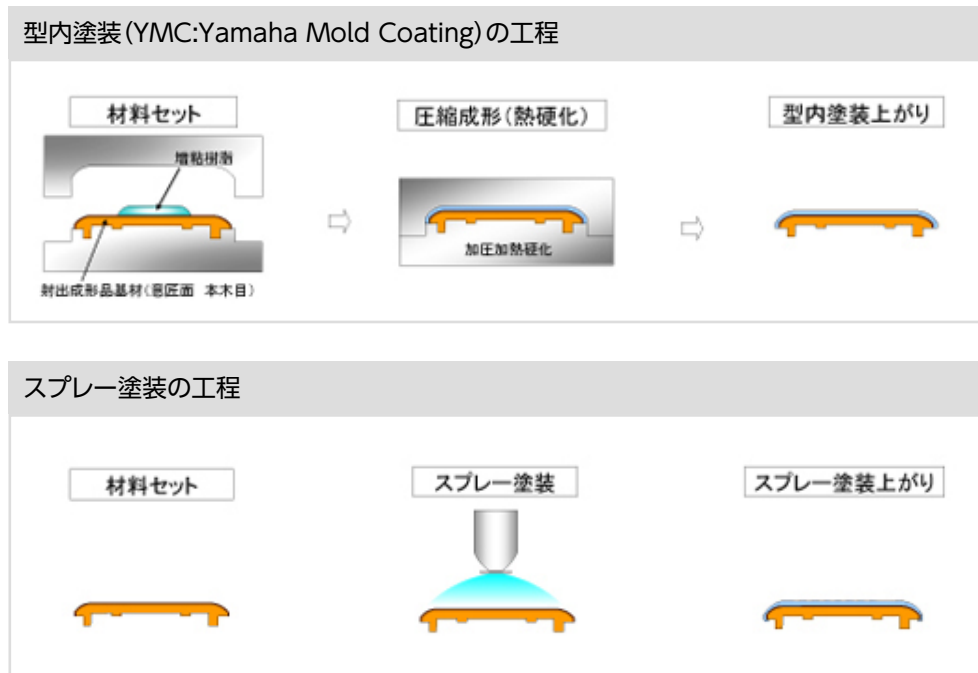 型内塗装(YMC:Yamaha Mold Coating)の工程
材料セット
圧縮成形(熱硬化)
型内塗装上がり
増粘樹脂
加圧加熱硬化
射出成形品基材(意匠面 本木目)
スプレー塗装の工程
材料セット
スプレー塗装
スプレー塗装上がり